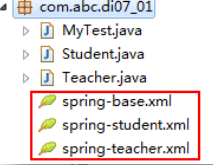 com.abc.di07_01
MyTest.java
Student.java
Teacher.java
spring-base.xml
spring-student.xml
spring-teacher.xml